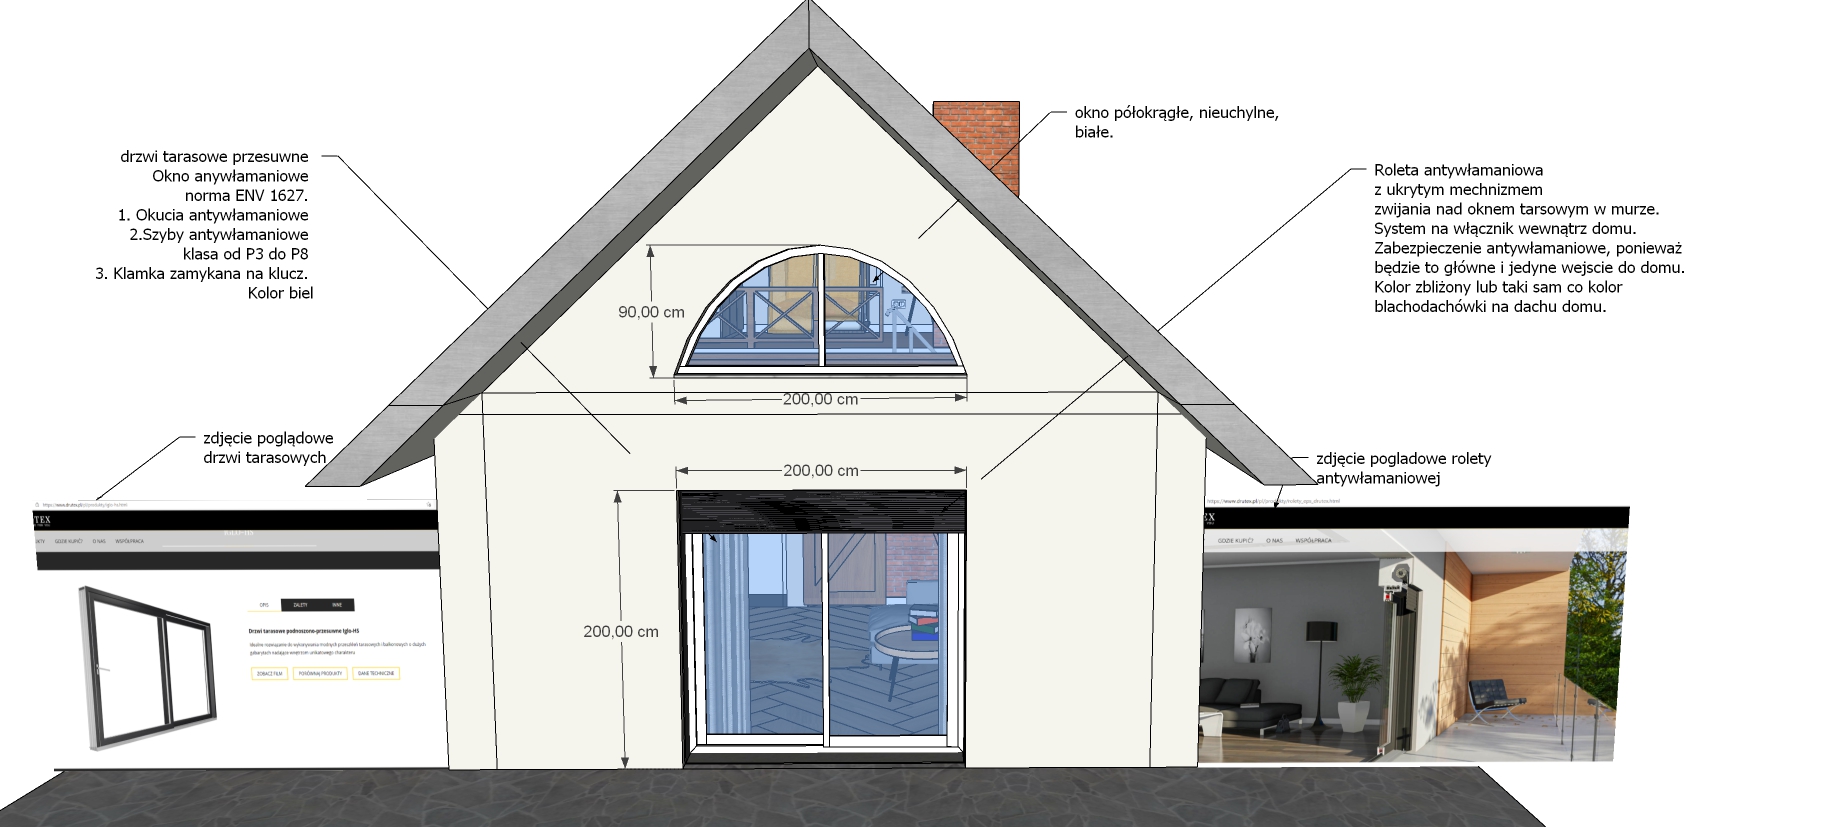 okno półokrągłe, nieuchylne,
białe.
drzwi tarasowe przesuwne
Okno anywłamaniowe
norma ENV 1627.
1. Okucia antywłamaniowe
2.Szyby antywłamaniowe
klasa od P3 do P8
3. Klamka zamykana na klucz.
Kolor biel
Roleta antywłamaniowa
z ukrytym mechnizmem
zwijania nad oknem tarsowym w murze.
System na włącznik wewnątrz domu.
Zabezpieczenie antywłamaniowe, ponieważ
będzie to główne i jedyne wejscie do domu.
Kolor zbliżony lub taki sam co kolor
blachodachówki na dachu domu.
90,00 cm
200,00 cm
200,00 cm
200,00 cm
zdjęcie poglądowe
drzwi tarasowych
zdjęcie pogladowe rolety
antywłamaniowej
TEX
GDZIE KUPIĆ? O NAS WSPÓŁPRACA
OPIS ZALETY INNE
Drzwi tarasowe podnoszono-przesuwne Iglo-HS
ZOBACZ FILM PORÓWNAJ PRODUKTY DANE TECHNICZNE
EX
GDZIE KUPIĆ? O NAS WSPÓŁPRACA